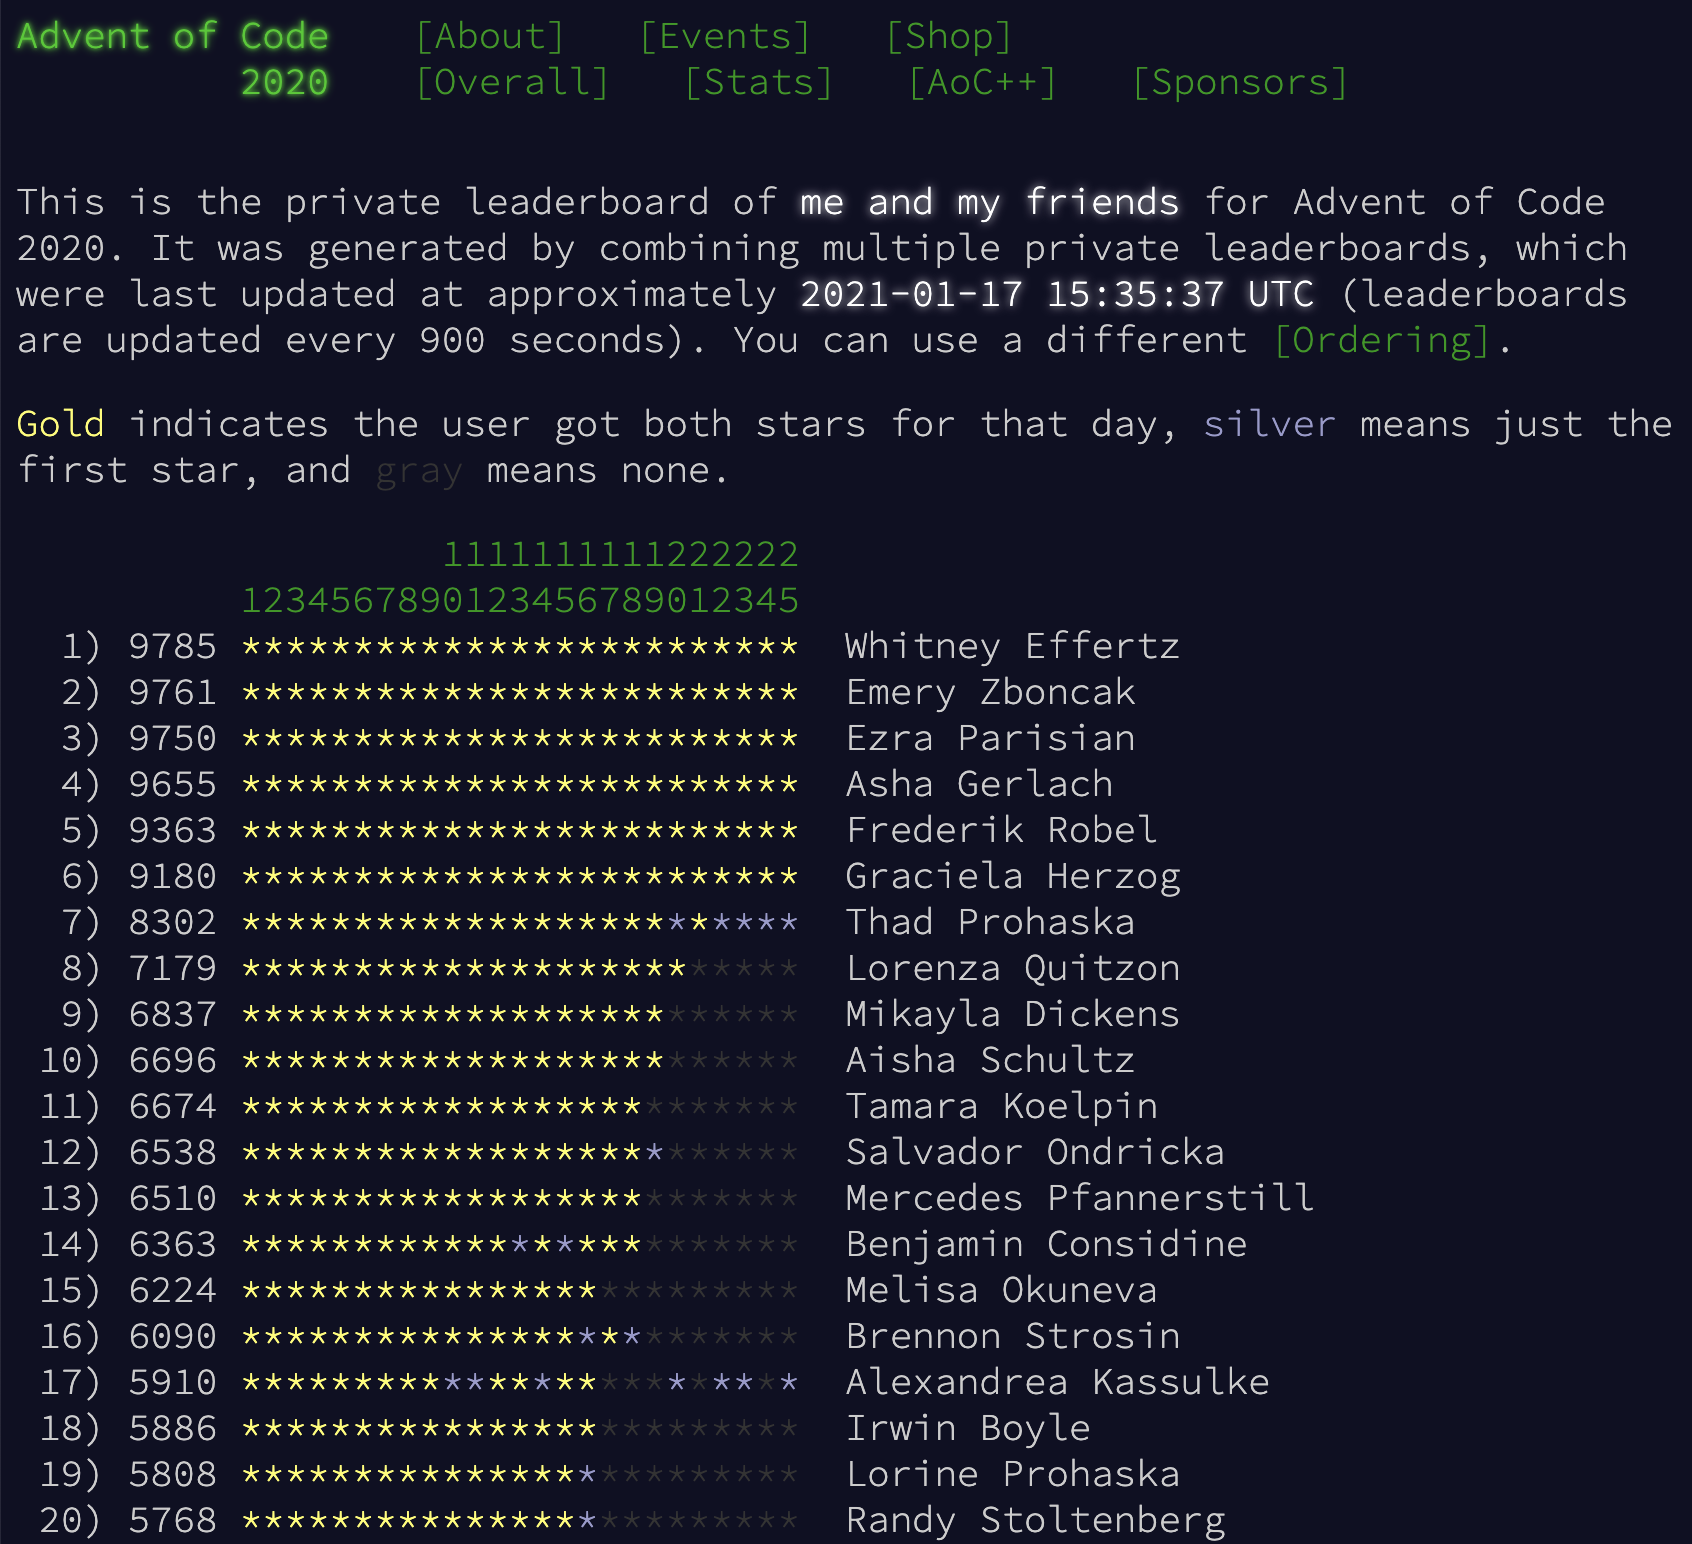 Advent of Code [About] [Events] [Shop]
2020 [Overall] [Stats] [AoC++] [Sponsors]
This is the private leaderboard of me and my friends for Advent of Code
2020. It was generated by combining multiple private leaderboards, which
were last updated at approximately 2021-01-17 15:35:37 UTC (leaderboards
are updated every 900 seconds). You can use a different [Ordering].
Gold indicates the user got both stars for that day, silver means just the
first star, and gray means none.
1111111111222222
1234567890123456789012345
1) 9785 ************************* Whitney Effertz
2) 9761 ************************* Emery Zboncak
3) 9750 ************************* Ezra Parisian
4) 9655 ************************* Asha Gerlach
5) 9363 ************************* Frederik Robel
6) 9180 ************************* Graciela Herzog
7) 8302 ************************* Thad Prohaska
8) 7179 ************************* Lorenza Quitzon
9) 6837 ************************* Mikayla Dickens
10) 6696 ************************* Aisha Schultz
11) 6674 ************************* Tamara Koelpin
12) 6538 ************************* Salvador Ondricka
13) 6510 ************************* Mercedes Pfannerstill
14) 6363 ************************* Benjamin Considine
15) 6224 ************************* Melisa Okuneva
16) 6090 ************************* Brennon Strosin
17) 5910 ************************* Alexandrea Kassulke
18) 5886 ************************* Irwin Boyle
19) 5808 ************************* Lorine Prohaska
20) 5768 ************************* Randy Stoltenberg